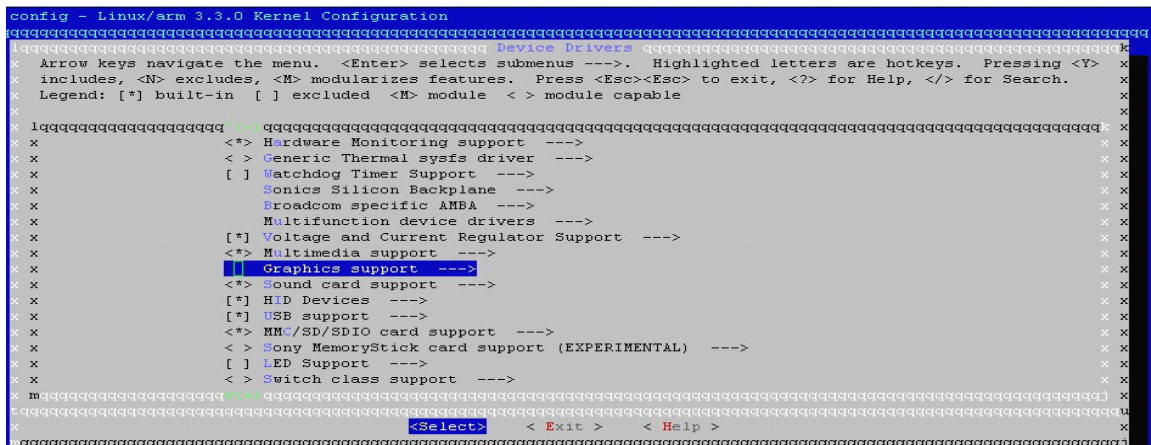 config - Linux/arm 3.3.0 Kernel Configuration
Device Drivers
Arrow keys navigate the menu. <Enter> selects submenus --->. Highlighted letters are hotkeys. Pressing <Y>
includes, <N> excludes, <M> modularizes features. Press <Esc><Esc> to exit, <?> for Help, </> for Search.
Legend: [*] built-in [ ] excluded <M> module < > module capable
<*> Hardware Monitoring support --->
< > Generic Thermal sysfs driver --->
[ ] Watchdog Timer Support --->
Sonics Silicon Backplane --->
Broadcom specific AMBA --->
Multifunction device drivers --->
[*] Voltage and Current Regulator Support --->
<*> Multimedia support --->
Graphics support --->
<*> Sound card support --->
[*] HID Devices --->
[*] USB support --->
<*> MMC/SD/SDIO card support --->
< > Sony MemoryStick card support (EXPERIMENTAL) --->
[ ] LED Support --->
< > Switch class support --->
<Select> < Exit > < Help >